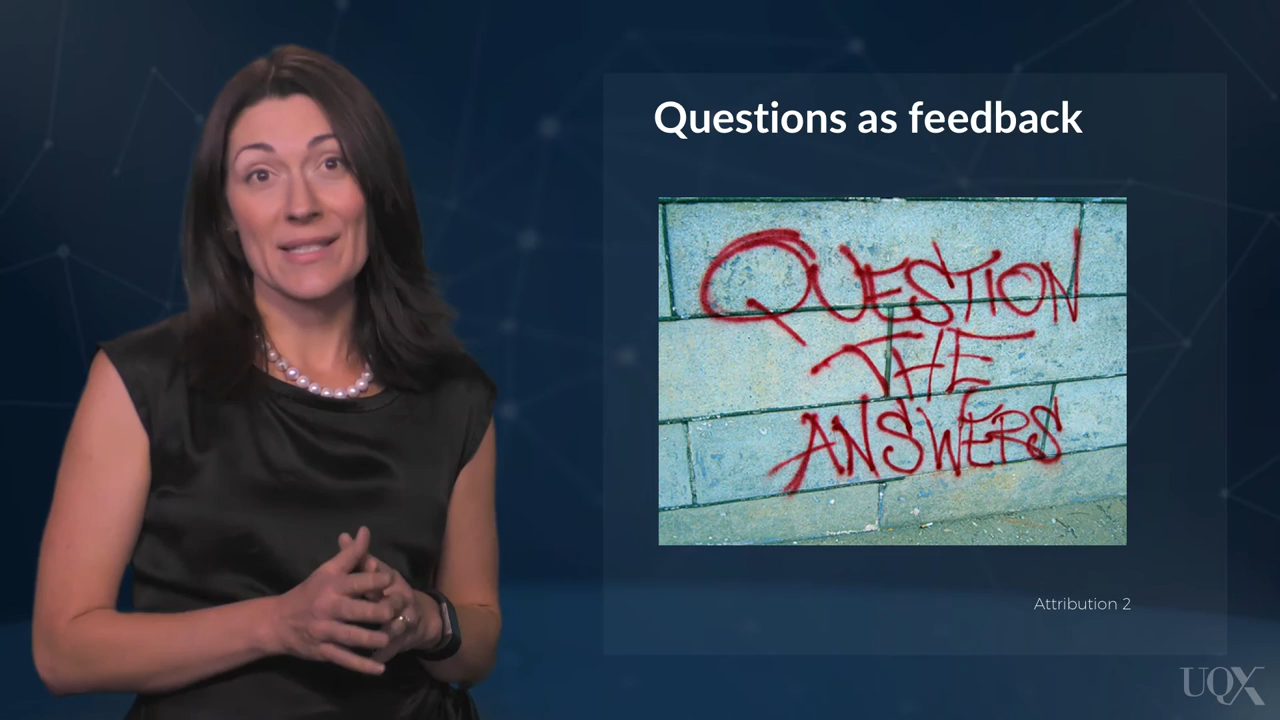 Questions as feedback
QUESTION
THE
ANSWERS
Attribution 2
UQX